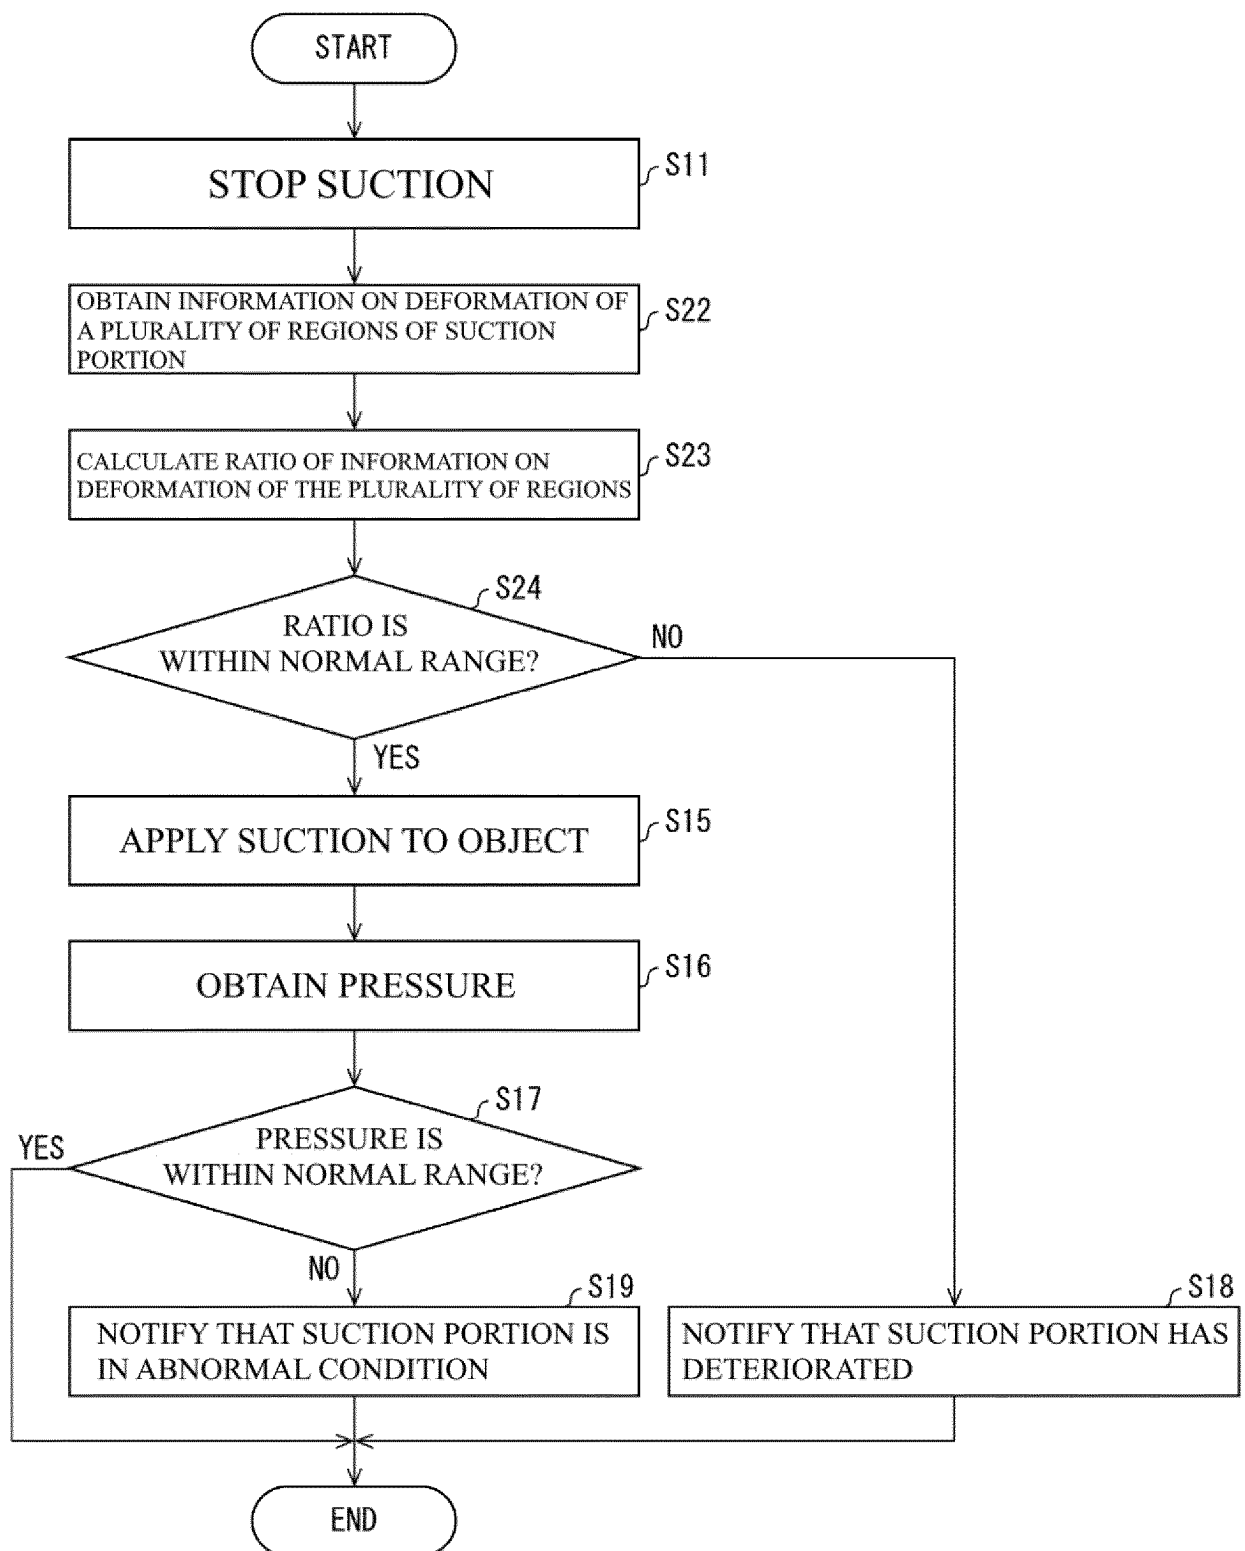 START
STOP SUCTION
S11
OBTAIN INFORMATION ON DEFORMATION OF
A PLURALITY OF REGIONS OF SUCTION
PORTION
S22
CALCULATE RATIO OF INFORMATION ON
DEFORMATION OF THE PLURALITY OF REGIONS
S23
S24
RATIO IS
WITHIN NORMAL RANGE?
NO
YES
APPLY SUCTION TO OBJECT
S15
OBTAIN PRESSURE
S16
S17
PRESSURE IS
WITHIN NORMAL RANGE?
YES
NO
S19
NOTIFY THAT SUCTION PORTION IS
IN ABNORMAL CONDITION
S18
NOTIFY THAT SUCTION PORTION HAS
DETERIORATED
END